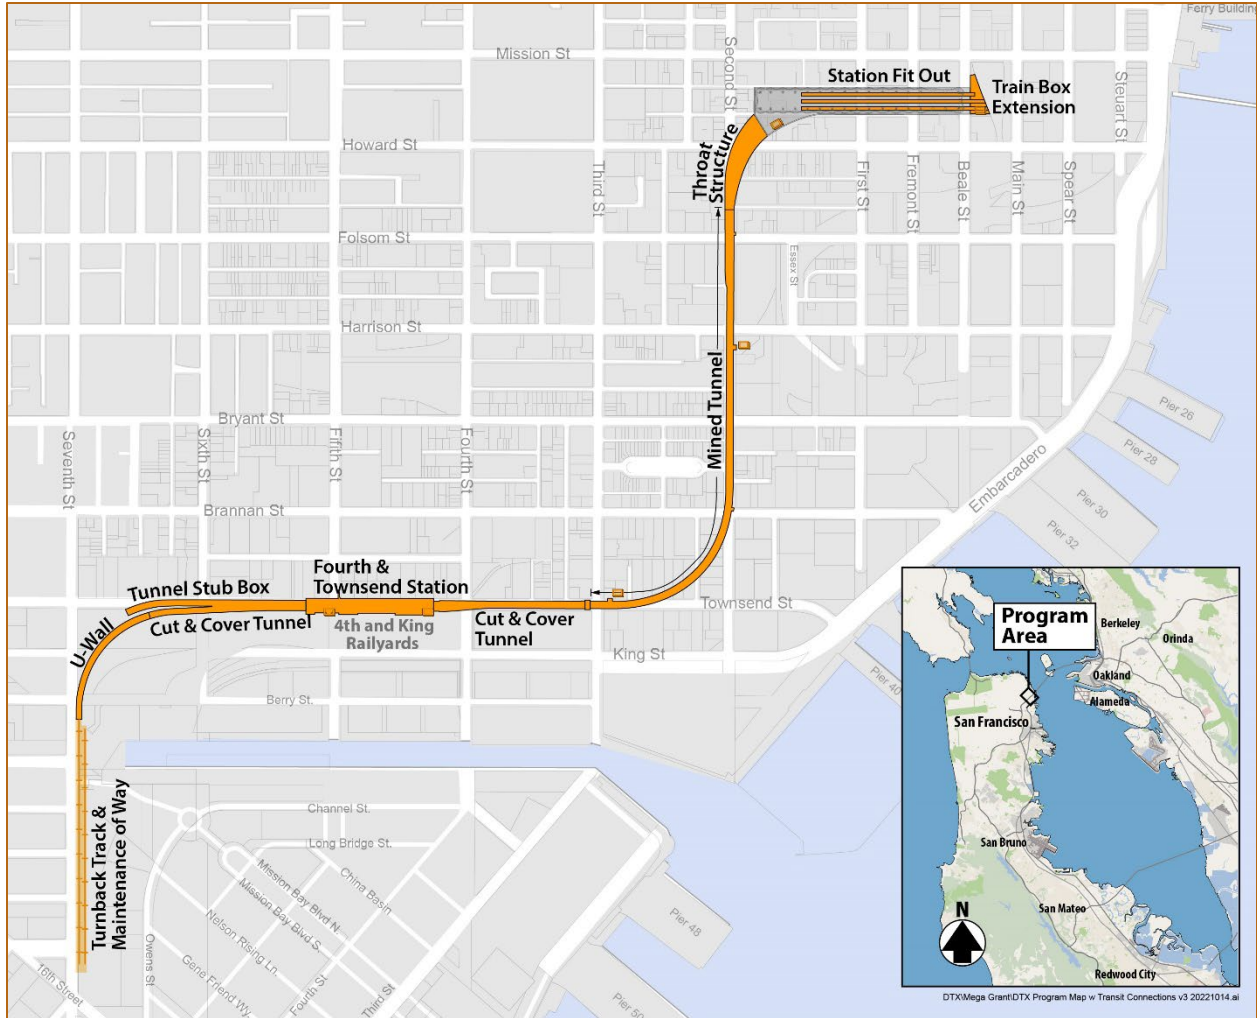 Ferry Building
Mission St
Second St
Station Fit Out
Train Box
Extension
Steuart St
Howard St
Throat
Structure
Third St
First St
Fremont St
Beale St
Main St
Spear St
Folsom St
Essex St
Harrison St
Mined Tunnel
Bryant St
Seventh St
Sixth St
Fifth St
Fourth St
Pier 26
Pier 28
Embarcadero
Pier 30
Pier 32
Brannan St
Fourth &
Townsend Station
Tunnel Stub Box
Townsend St
U-Wall
Cut & Cover Tunnel
4th and King
Railyards
Cut & Cover
Tunnel
King St
Berry St.
Pier 40
Turnback Track &
Maintenance of Way
Channel St.
Long Bridge St.
China Basin
Mission Bay Blvd N
Mission Bay Blvd S.
Nelson Rising Ln.
Gene Friend Wy.
Fourth St
Third St
Owens St
16th Street
Pier 48
Pier 50
Program
Area
Berkeley
Orinda
Oakland
Alameda
San Francisco
San Bruno
San Mateo
Redwood City
N
DTX\Mega Grant\DTX Program Map w Transit Connections v3 20221014.ai